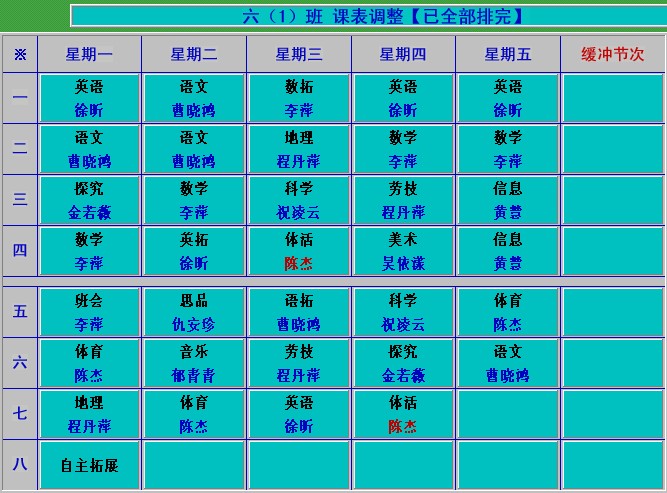 六（1）班 课表调整【已全部排完】
※ 星期一 星期二 星期三 星期四 星期五 缓冲节次
一 英语 语文 数拓 英语 英语
徐昕 曹晓鸿 李萍 徐昕 徐昕
二 语文 语文 地理 数学 数学
曹晓鸿 曹晓鸿 程丹萍 李萍 李萍
三 探究 数学 科学 劳技 信息
金若薇 李萍 祝凌云 程丹萍 黄慧
四 数学 英拓 体活 美术 信息
李萍 徐昕 陈杰 吴依谦 黄慧
五 班会 思品 语拓 科学 体育
李萍 仇安珍 曹晓鸿 祝凌云 陈杰
六 体育 音乐 劳技 探究 语文
陈杰 郁青青 程丹萍 金若薇 曹晓鸿
七 地理 体育 英语 体活
程丹萍 陈杰 徐昕 陈杰
八 自主拓展